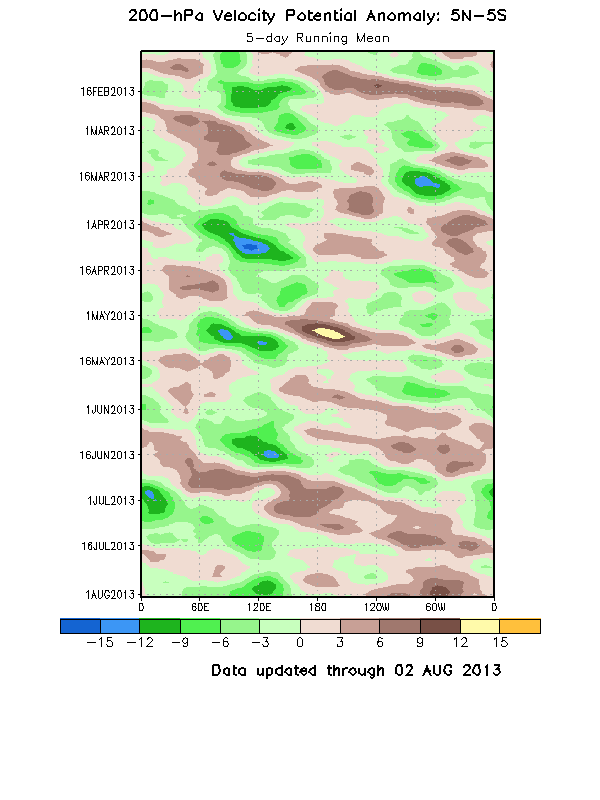 200-hPa Velocity Potential Anomaly: 5N-5S
5-day Running Mean
16FEB2013
1MAR2013
16MAR2013
1APR2013
16APR2013
1MAY2013
16MAY2013
1JUN2013
16JUN2013
1JUL2013
16JUL2013
1AUG2013
0 60E 120E 180 120W 60W 0
-15 -12 -9 -6 -3 0 3 6 9 12 15
Data updated through 02 AUG 2013